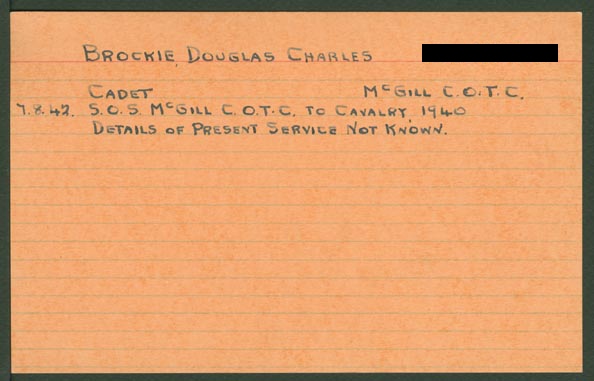 BROCKIE, DOUGLAS CHARLES
CADET McGILL C.O.T.C.
7.8.42. S.O.S. McGILL C.O.T.C. TO CAVALRY, 1940
DETAILS OF PRESENT SERVICE NOT KNOWN.